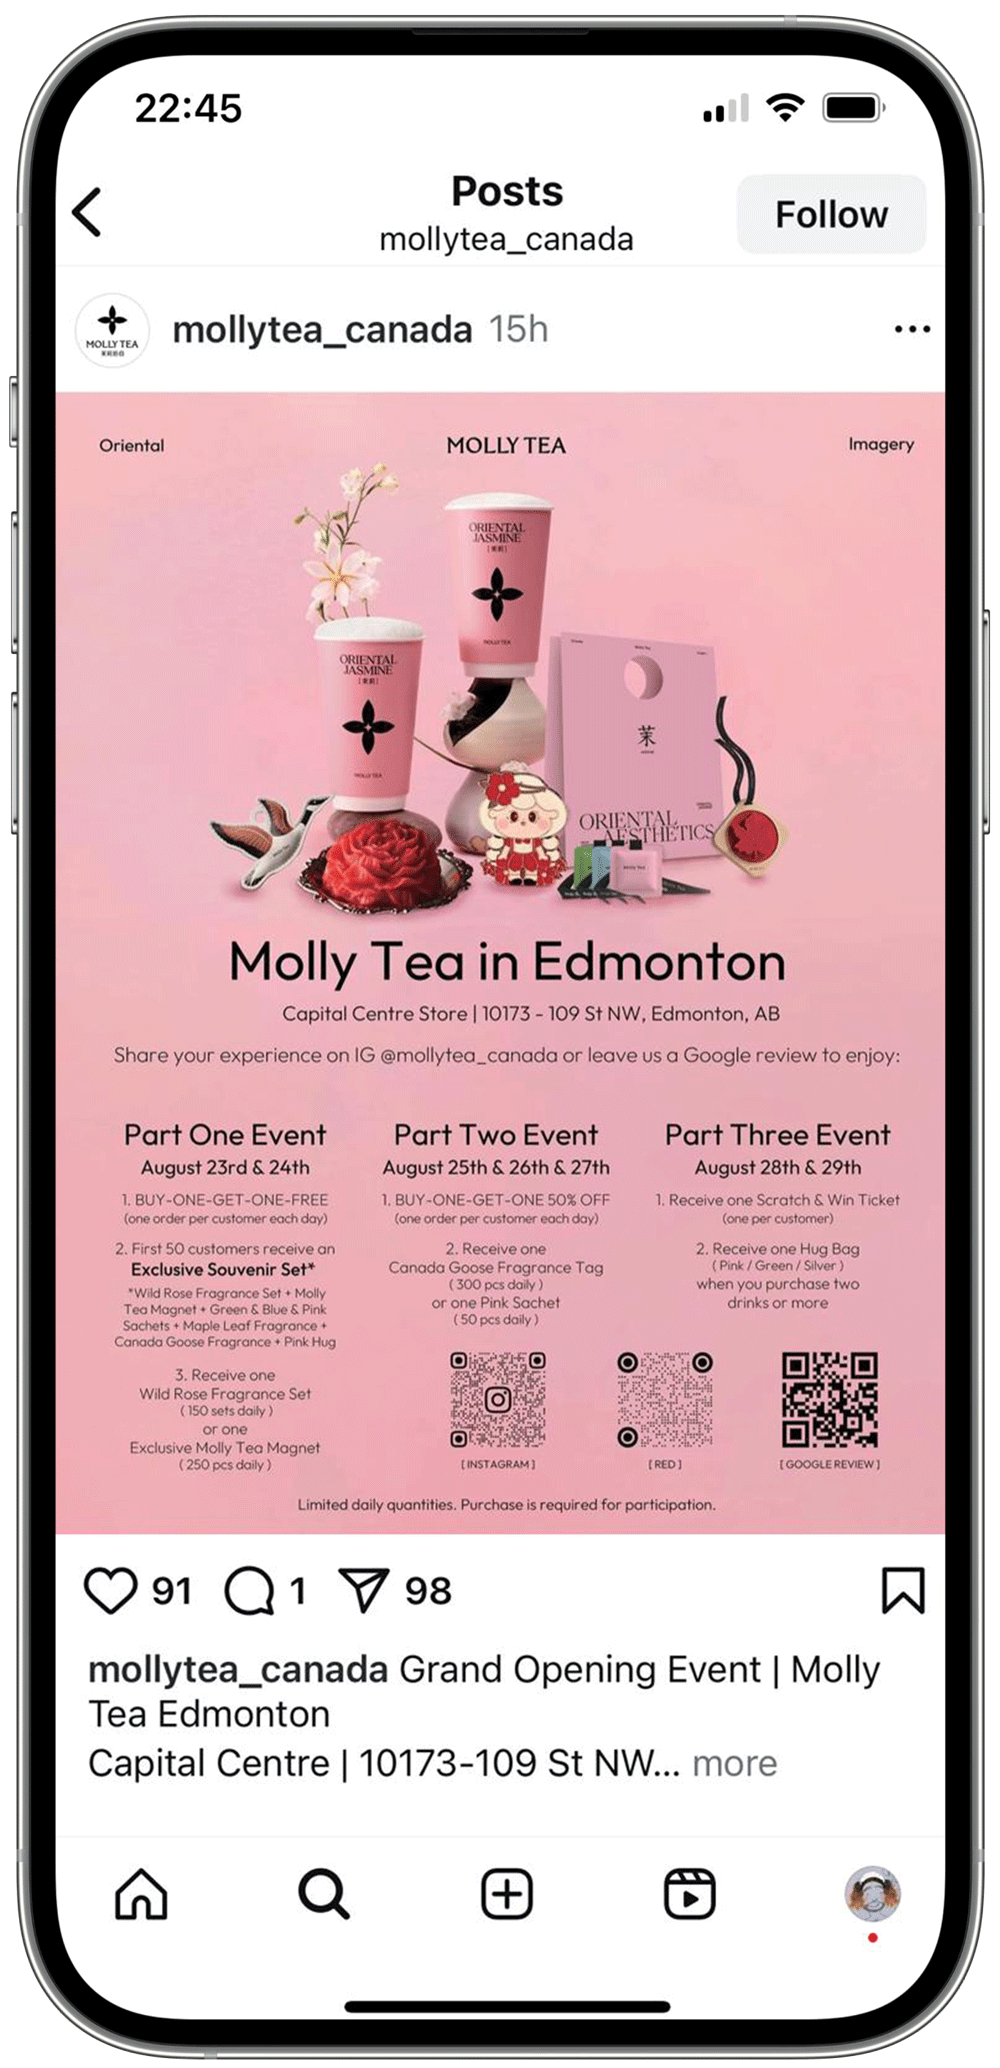 22:45
Posts
mollytea_canada
Follow
MOLLY TEA
mollytea_canada 15h
Oriental
MOLLY TEA
Imagery
ORIENTAL
JASMINE
MOLLY TEA
ORIENTAL
JASMINE
MOLLY TEA
茉
ORIENTAL
AESTHETICS
Molly Tea in Edmonton
Capital Centre Store | 10173 - 109 St NW, Edmonton, AB
Share your experience on IG @mollytea_canada or leave us a Google review to enjoy:
Part One Event
August 23rd & 24th
1. BUY-ONE-GET-ONE-FREE
(one order per customer each day)
2. First 50 customers receive an
Exclusive Souvenir Set*
*Wild Rose Fragrance Set + Molly
Tea Magnet + Green & Blue & Pink
Sachets + Maple Leaf Fragrance +
Canada Goose Fragrance + Pink Hug
3. Receive one
Wild Rose Fragrance Set
( 150 sets daily )
or one
Exclusive Molly Tea Magnet
( 250 pcs daily )
Part Two Event
August 25th & 26th & 27th
1. BUY-ONE-GET-ONE 50% OFF
(one order per customer each day)
2. Receive one
Canada Goose Fragrance Tag
( 300 pcs daily )
or one Pink Sachet
( 50 pcs daily )
Part Three Event
August 28th & 29th
1. Receive one Scratch & Win Ticket
(one per customer)
2. Receive one Hug Bag
( Pink / Green / Silver )
when you purchase two
drinks or more
[ INSTAGRAM ]
[ RED ]
[ GOOGLE REVIEW ]
Limited daily quantities. Purchase is required for participation.
91
1
98
mollytea_canada Grand Opening Event | Molly
Tea Edmonton
Capital Centre | 10173-109 St NW... more